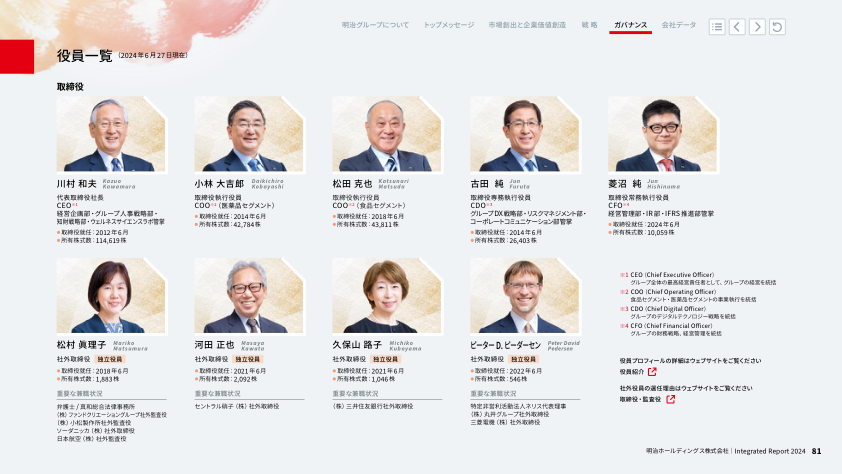 明治グループについて トップメッセージ 市場創出と企業価値創造 戦略 ガバナンス 会社データ
役員一覧 (2024年6月27日現在)
取締役
川村 和夫 Kazuo Kawamura
代表取締役社長
CEO※1
経営企画部・グループ人事戦略部・
知財戦略部・ウェルネスサイエンスラボ管掌
●取締役就任：2012年6月
●所有株式数：114,619株
小林 大吉郎 Daikichiro Kobayashi
取締役執行役員
COO※2（医薬品セグメント）
●取締役就任：2014年6月
●所有株式数：42,784株
松田 克也 Katsunari Matsuda
取締役執行役員
COO※2（食品セグメント）
●取締役就任：2018年6月
●所有株式数：43,811株
古田 純 Jun Furuta
取締役専務執行役員
CDO※3
グループDX戦略部・リスクマネジメント部・
コーポレートコミュニケーション部管掌
●取締役就任：2014年6月
●所有株式数：26,403株
菱沼 純 Jun Hishinuma
取締役常務執行役員
CFO※4
経営管理部・IR部・IFRS推進部管掌
●取締役就任：2024年6月
●所有株式数：10,059株
松村 眞理子 Mariko Matsumura
社外取締役 独立役員
●取締役就任：2018年6月
●所有株式数：1,883株
重要な兼職状況
弁護士 / 真和総合法律事務所
（株）ファンドクリエーショングループ社外監査役
（株）小松製作所社外監査役
ソーダニッカ（株）社外取締役
日本航空（株）社外監査役
河田 正也 Masaya Kawata
社外取締役 独立役員
●取締役就任：2021年6月
●所有株式数：2,092株
重要な兼職状況
セントラル硝子（株）社外取締役
久保山 路子 Michiko Kuboyama
社外取締役 独立役員
●取締役就任：2021年6月
●所有株式数：1,046株
重要な兼職状況
（株）三井住友銀行社外取締役
ピーター D. ピーダーセン Peter David Pedersen
社外取締役 独立役員
●取締役就任：2022年6月
●所有株式数：546株
重要な兼職状況
特定非営利活動法人ネリス代表理事
（株）丸井グループ社外取締役
三菱電機（株）社外取締役
※1 CEO（Chief Executive Officer）
グループ全体の最高経営責任者として、グループの経営を統括
※2 COO（Chief Operating Officer）
食品セグメント・医薬品セグメントの事業執行を統括
※3 CDO（Chief Digital Officer）
グループのデジタルテクノロジー戦略を統括
※4 CFO（Chief Financial Officer）
グループの財務戦略、経営管理を統括
役員プロフィールの詳細はウェブサイトをご覧ください
役員紹介
社外役員の選任理由はウェブサイトをご覧ください
取締役・監査役
明治ホールディングス株式会社 | Integrated Report 2024 81